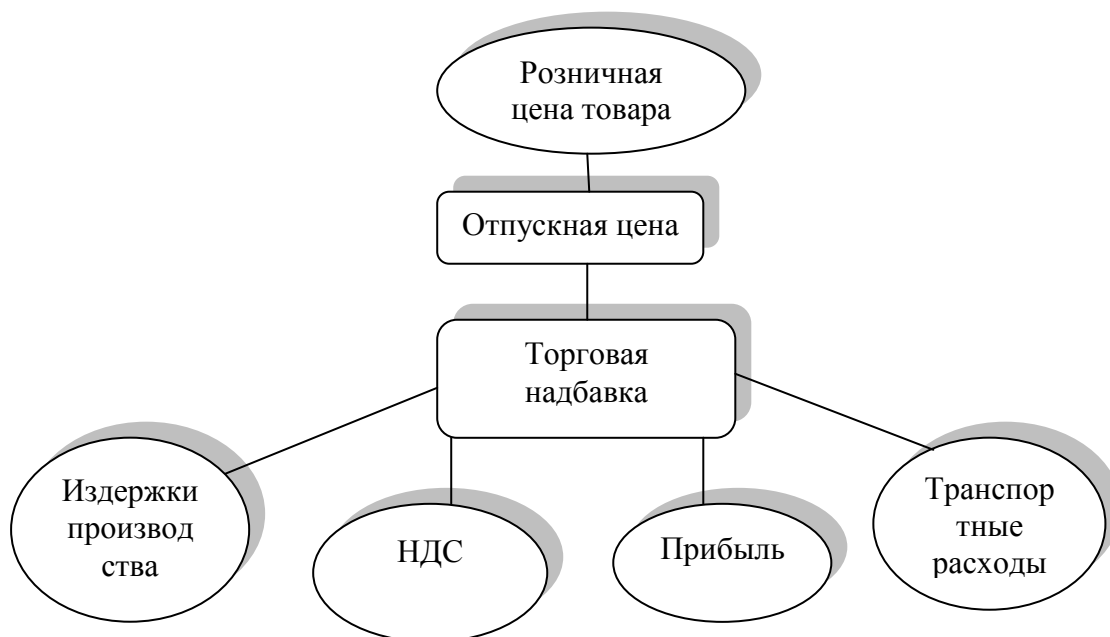 Розничная
цена товара
Отпускная цена
Торговая
надбавка
Издержки
производ
ства
НДС
Прибыль
Транспор
тные
расходы